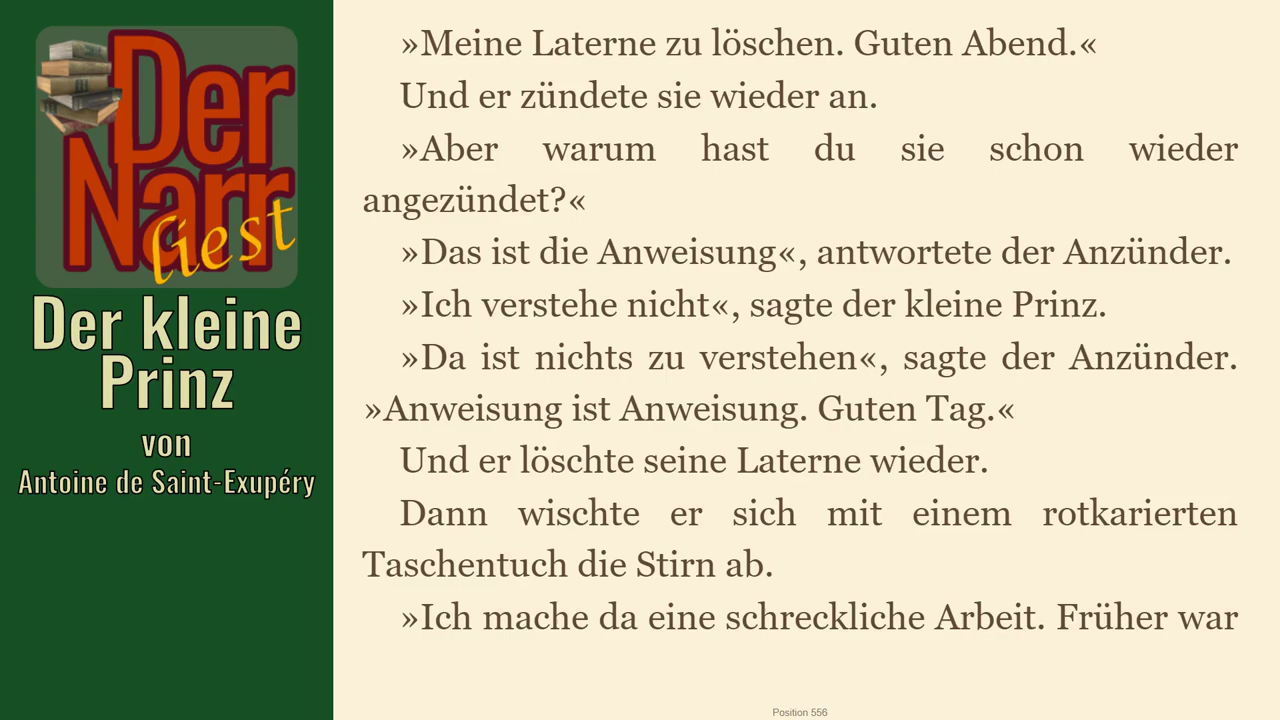 Der
Narr
liest
Der kleine
Prinz
von
Antoine de Saint-Exupéry
»Meine Laterne zu löschen. Guten Abend.«
Und er zündete sie wieder an.
»Aber warum hast du sie schon wieder
angezündet?«
»Das ist die Anweisung«, antwortete der Anzünder.
»Ich verstehe nicht«, sagte der kleine Prinz.
»Da ist nichts zu verstehen«, sagte der Anzünder.
»Anweisung ist Anweisung. Guten Tag.«
Und er löschte seine Laterne wieder.
Dann wischte er sich mit einem rotkarierten
Taschentuch die Stirn ab.
»Ich mache da eine schreckliche Arbeit. Früher war
Position 556